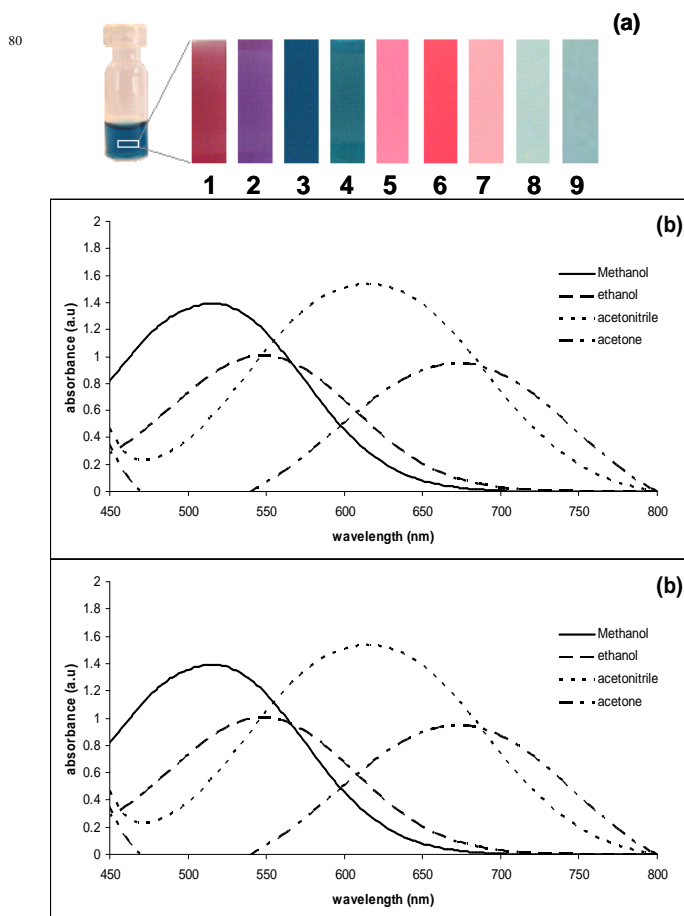 80
(a)
1 2 3 4 5 6 7 8 9
(b)
2
1.8
1.6
1.4
1.2
1
0.8
0.6
0.4
0.2
0
absorbance (a.u)
Methanol
ethanol
acetonitrile
acetone
450 500 550 600 650 700 750 800
wavelength (nm)
(b)
2
1.8
1.6
1.4
1.2
1
0.8
0.6
0.4
0.2
0
absorbance (a.u)
Methanol
ethanol
acetonitrile
acetone
450 500 550 600 650 700 750 800
wavelength (nm)